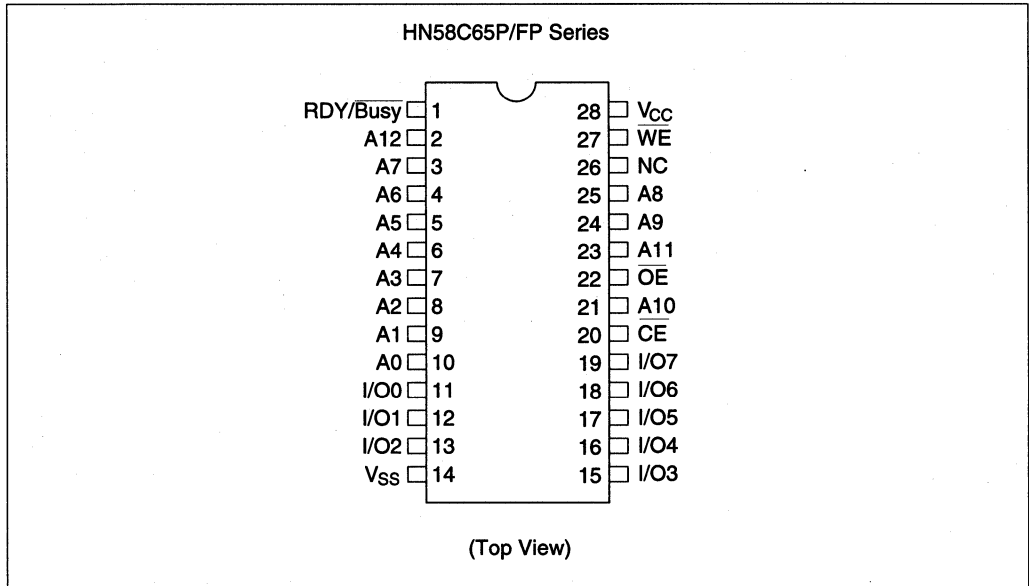 HN58C65P/FP Series
RDY/Busy 1 28 VCC
A12 2 27 WE
A7 3 26 NC
A6 4 25 A8
A5 5 24 A9
A4 6 23 A11
A3 7 22 OE
A2 8 21 A10
A1 9 20 CE
A0 10 19 I/O7
I/O0 11 18 I/O6
I/O1 12 17 I/O5
I/O2 13 16 I/O4
VSS 14 15 I/O3
(Top View)